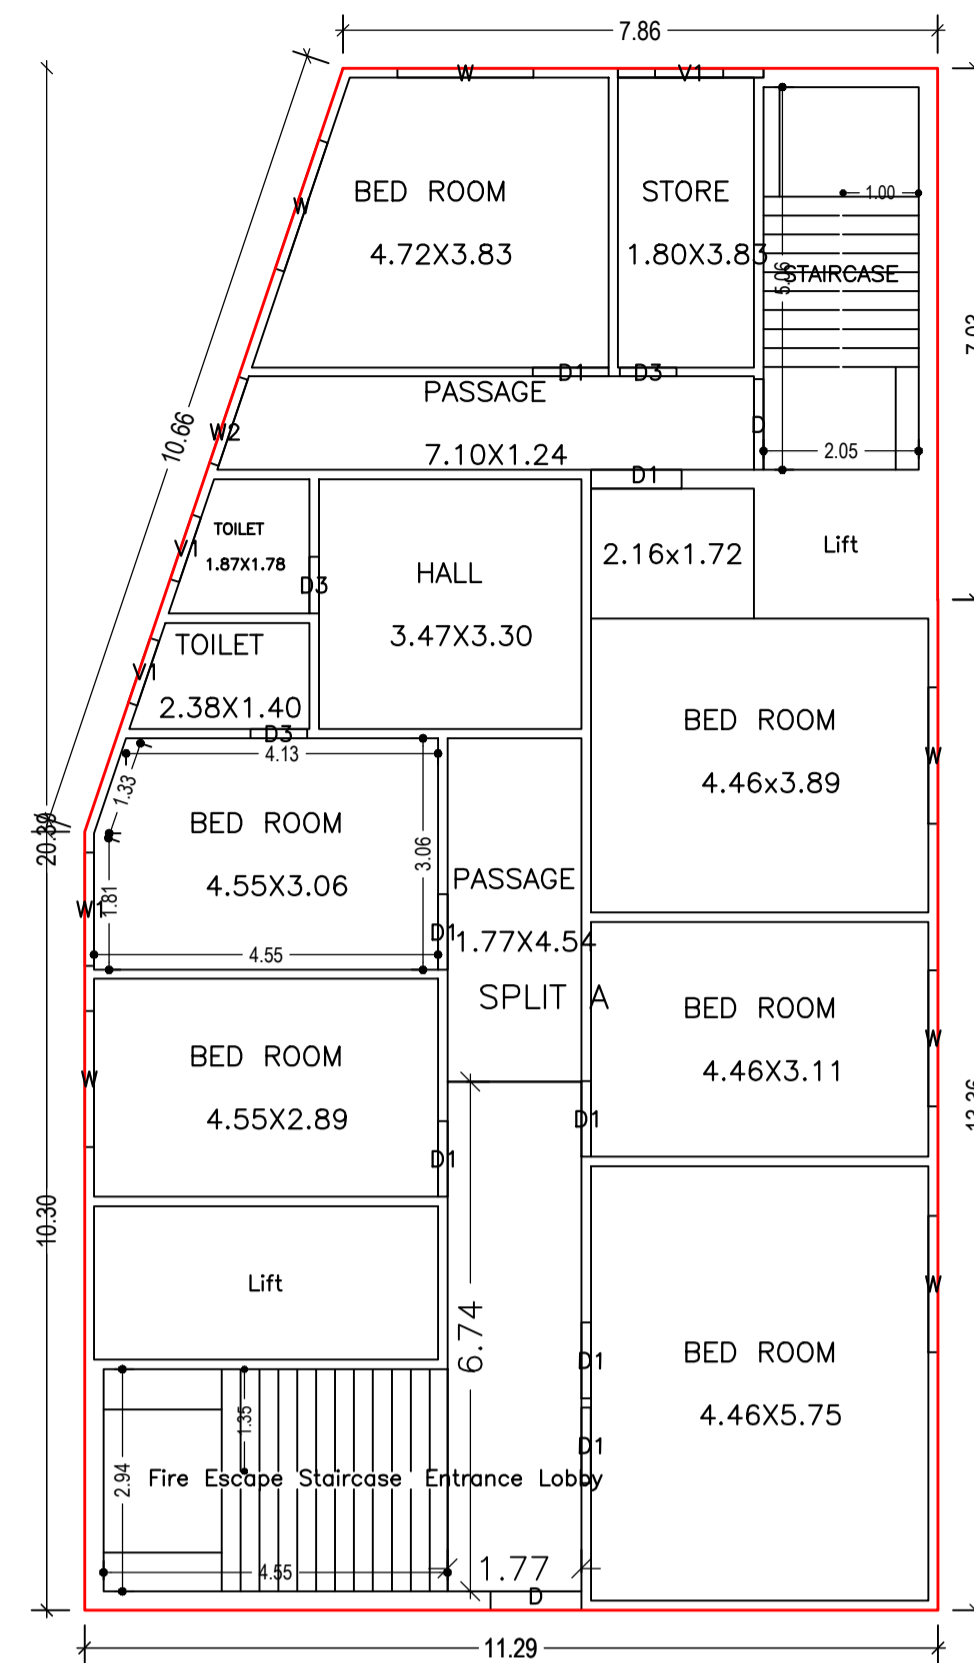 7.86
W
V1
BED ROOM
4.72X3.83
STORE
1.80X3.83
1.00
STAIRCASE
5.06
W
D1
D3
PASSAGE
7.10X1.24
W2
D
2.05
10.66
D1
TOILET
1.87X1.78
V1
D3
HALL
3.47X3.30
2.16x1.72
Lift
TOILET
2.38X1.40
V1
D3
4.13
1.33
BED ROOM
4.55X3.06
3.06
1.81
W1
4.55
D1
BED ROOM
4.46x3.89
W
PASSAGE
1.77X4.54
SPLIT A
BED ROOM
4.46X3.11
W
D1
BED ROOM
4.55X2.89
W
D1
10.30
Lift
6.74
W
BED ROOM
4.46X5.75
D1
D1
1.35
2.94
Fire Escape Staircase
Entrance Lobby
4.55
1.77
D
11.29